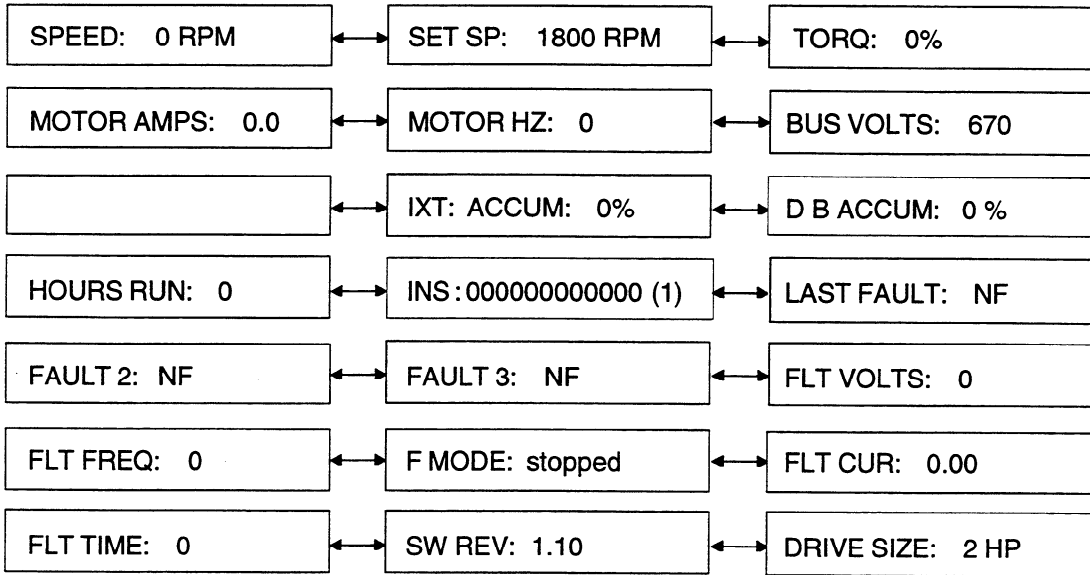 SPEED: 0 RPM
SET SP: 1800 RPM
TORQ: 0%
MOTOR AMPS: 0.0
MOTOR HZ: 0
BUS VOLTS: 670
IXT: ACCUM: 0%
D B ACCUM: 0 %
HOURS RUN: 0
INS : 000000000000 (1)
LAST FAULT: NF
FAULT 2: NF
FAULT 3: NF
FLT VOLTS: 0
FLT FREQ: 0
F MODE: stopped
FLT CUR: 0.00
FLT TIME: 0
SW REV: 1.10
DRIVE SIZE: 2 HP